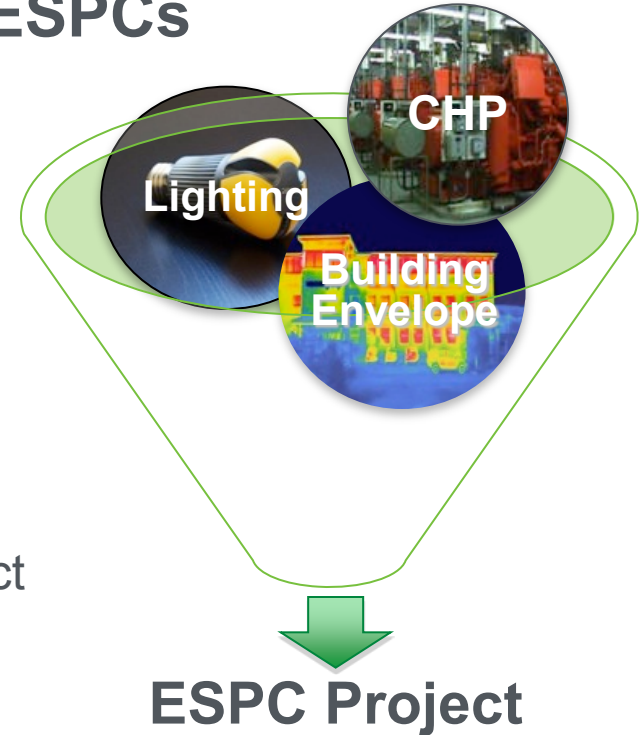 ESPCs
CHP
Lighting
Building
Envelope
ct
ESPC Project